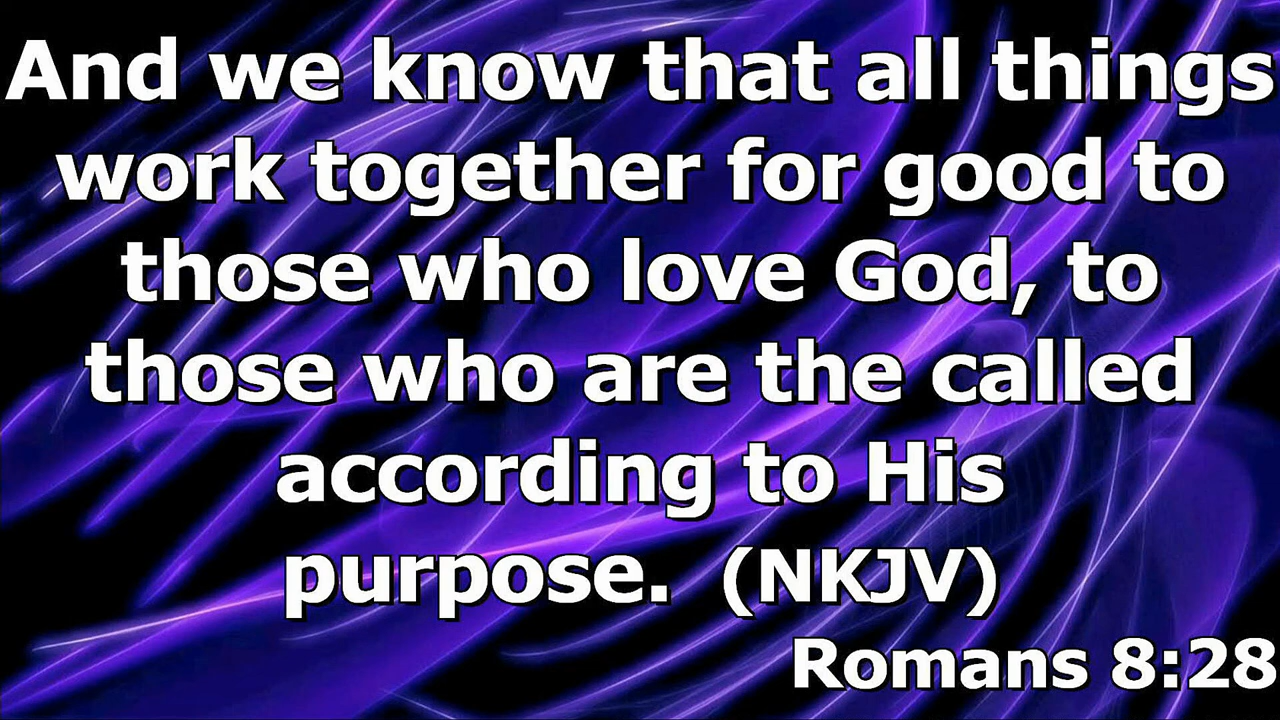 And we know that all things
work together for good to
those who love God, to
those who are the called
according to His
purpose.  (NKJV)
Romans 8:28